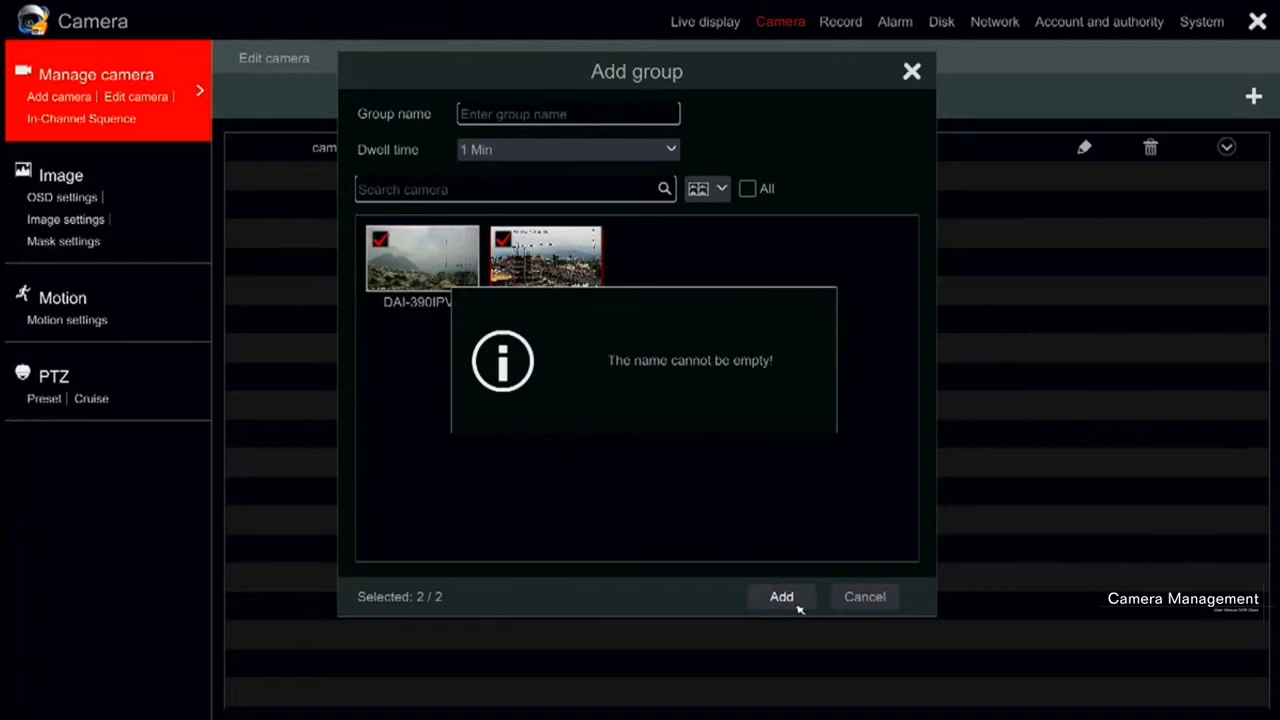 Camera
Live display
Camera
Record
Alarm
Disk
Network
Account and authority
System
Manage camera
Add camera | Edit camera |
In-Channel Squence
Image
OSD settings |
Image settings |
Mask settings
Motion
Motion settings
PTZ
Preset | Cruise
Edit camera
cam
Add group
Group name
Enter group name
Dwell time
1 Min
Search camera
All
DAI-390IPV
The name cannot be empty!
Selected: 2 / 2
Add
Cancel
Camera Management